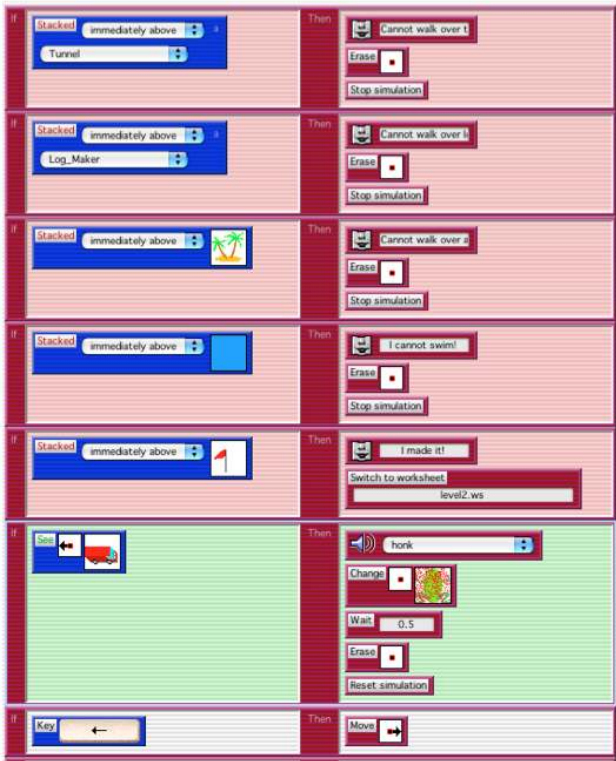 If Then
Stacked immediately above a
Tunnel
Cannot walk over t
Erase
Stop simulation
If Then
Stacked immediately above a
Log_Maker
Cannot walk over l
Erase
Stop simulation
If Then
Stacked immediately above
Cannot walk over a
Erase
Stop simulation
If Then
Stacked immediately above
I cannot swim!
Erase
Stop simulation
If Then
Stacked immediately above
I made it!
Switch to worksheet
level2.ws
If Then
See
honk
Change
Wait 0.5
Erase
Reset simulation
If Then
Key
Move